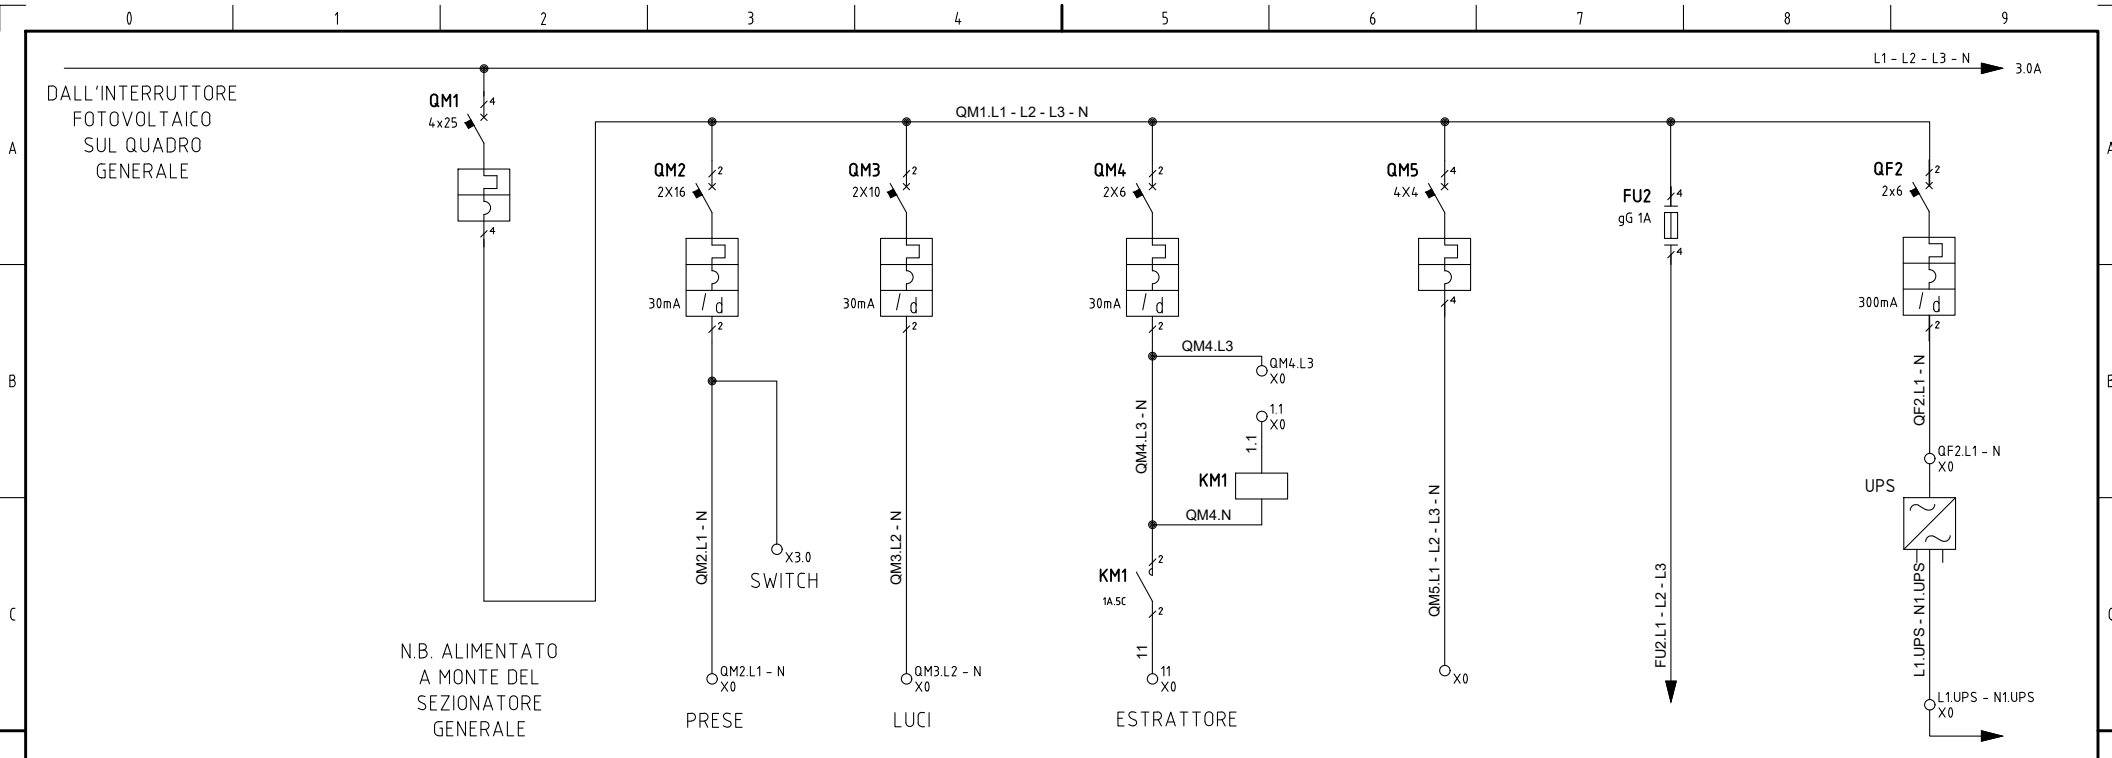 0 1 2 3 4 5 6 7 8 9
L1 - L2 - L3 - N
3.0A
DALL'INTERRUTTORE
FOTOVOLTAICO
SUL QUADRO
GENERALE
A
A
QM1
4x25
4
4
QM1.L1 - L2 - L3 - N
QM2
2X16
2
30mA
I d
2
QM3
2X10
2
30mA
I d
2
QM4
2X6
2
30mA
I d
2
QM5
4X4
4
4
FU2
gG 1A
4
4
QF2
2x6
2
300mA
I d
2
B
QM4.L3
QM4.L3
X0
1.1
X0
1.1
QM4.L3 - N
KM1
QM4.N
QF2.L1 - N
QF2.L1 - N
X0
UPS
C
QM2.L1 - N
X3.0
SWITCH
QM3.L2 - N
KM1
1A.5C
2
2
11
QM5.L1 - L2 - L3 - N
FU2.L1 - L2 - L3
L1.UPS - N1.UPS
N.B. ALIMENTATO
A MONTE DEL
SEZIONATORE
GENERALE
QM2.L1 - N
X0
PRESE
QM3.L2 - N
X0
LUCI
11
X0
ESTRATTORE
X0
L1.UPS - N1.UPS
X0